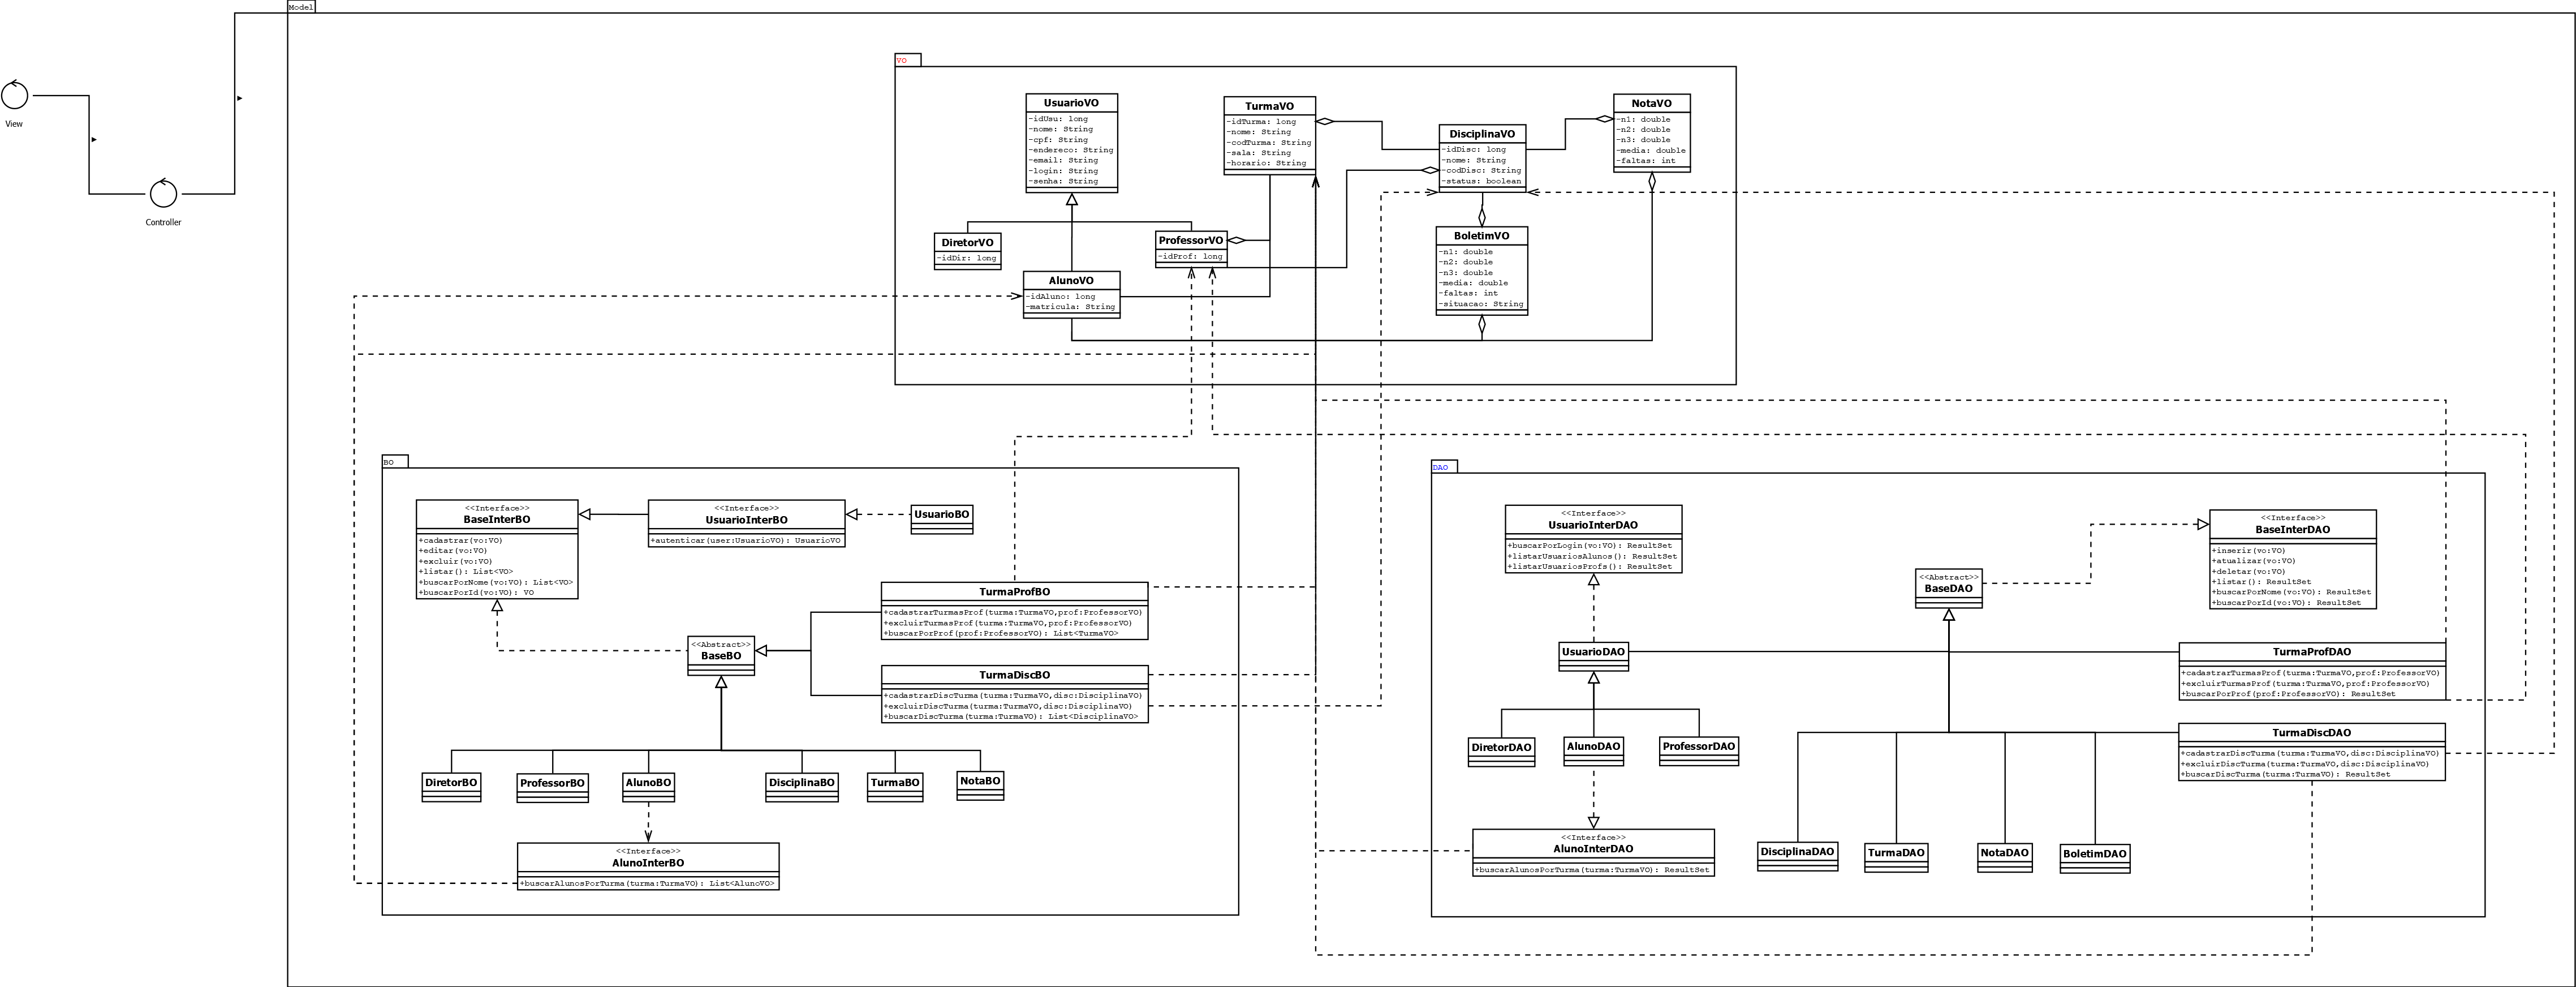 Model
View
Controller
VO
UsuarioVO
-idUsu: long
-nome: String
-cpf: String
-endereco: String
-email: String
-login: String
-senha: String
TurmaVO
-idTurma: long
-nome: String
-codTurma: String
-sala: String
-horario: String
DisciplinaVO
-idDisc: long
-nome: String
-codDisc: String
-status: boolean
NotaVO
-n1: double
-n2: double
-n3: double
-media: double
-faltas: int
DiretorVO
-idDir: long
ProfessorVO
-idProf: long
AlunoVO
-idAluno: long
-matricula: String
BoletimVO
-n1: double
-n2: double
-n3: double
-media: double
-faltas: int
-situacao: String
BO
<<Interface>>
BaseInterBO
+cadastrar(vo:VO)
+editar(vo:VO)
+excluir(vo:VO)
+listar(): List<VO>
+buscarPorNome(vo:VO): List<VO>
+buscarPorId(vo:VO): VO
<<Interface>>
UsuarioInterBO
+autenticar(user:UsuarioVO): UsuarioVO
UsuarioBO
TurmaProfBO
+cadastrarTurmasProf(turma:TurmaVO,prof:ProfessorVO)
+excluirTurmasProf(turma:TurmaVO,prof:ProfessorVO)
+buscarPorProf(prof:ProfessorVO): List<TurmaVO>
<<Abstract>>
BaseBO
TurmaDiscBO
+cadastrarDiscTurma(turma:TurmaVO,disc:DisciplinaVO)
+excluirDiscTurma(turma:TurmaVO,disc:DisciplinaVO)
+buscarDiscTurma(turma:TurmaVO): List<DisciplinaVO>
DiretorBO
ProfessorBO
AlunoBO
DisciplinaBO
TurmaBO
NotaBO
<<Interface>>
AlunoInterBO
+buscarAlunosPorTurma(turma:TurmaVO): List<AlunoVO>
DAO
<<Interface>>
UsuarioInterDAO
+buscarPorLogin(vo:VO): ResultSet
+listarUsuariosAlunos(): ResultSet
+listarUsuariosProfs(): ResultSet
<<Interface>>
BaseInterDAO
+inserir(vo:VO)
+atualizar(vo:VO)
+deletar(vo:VO)
+listar(): ResultSet
+buscarPorNome(vo:VO): ResultSet
+buscarPorId(vo:VO): ResultSet
<<Abstract>>
BaseDAO
UsuarioDAO
TurmaProfDAO
+cadastrarTurmasProf(turma:TurmaVO,prof:ProfessorVO)
+excluirTurmasProf(turma:TurmaVO,prof:ProfessorVO)
+buscarPorProf(prof:ProfessorVO): ResultSet
TurmaDiscDAO
+cadastrarDiscTurma(turma:TurmaVO,disc:DisciplinaVO)
+excluirDiscTurma(turma:TurmaVO,disc:DisciplinaVO)
+buscarDiscTurma(turma:TurmaVO): ResultSet
DiretorDAO
AlunoDAO
ProfessorDAO
<<Interface>>
AlunoInterDAO
+buscarAlunosPorTurma(turma:TurmaVO): ResultSet
DisciplinaDAO
TurmaDAO
NotaDAO
BoletimDAO